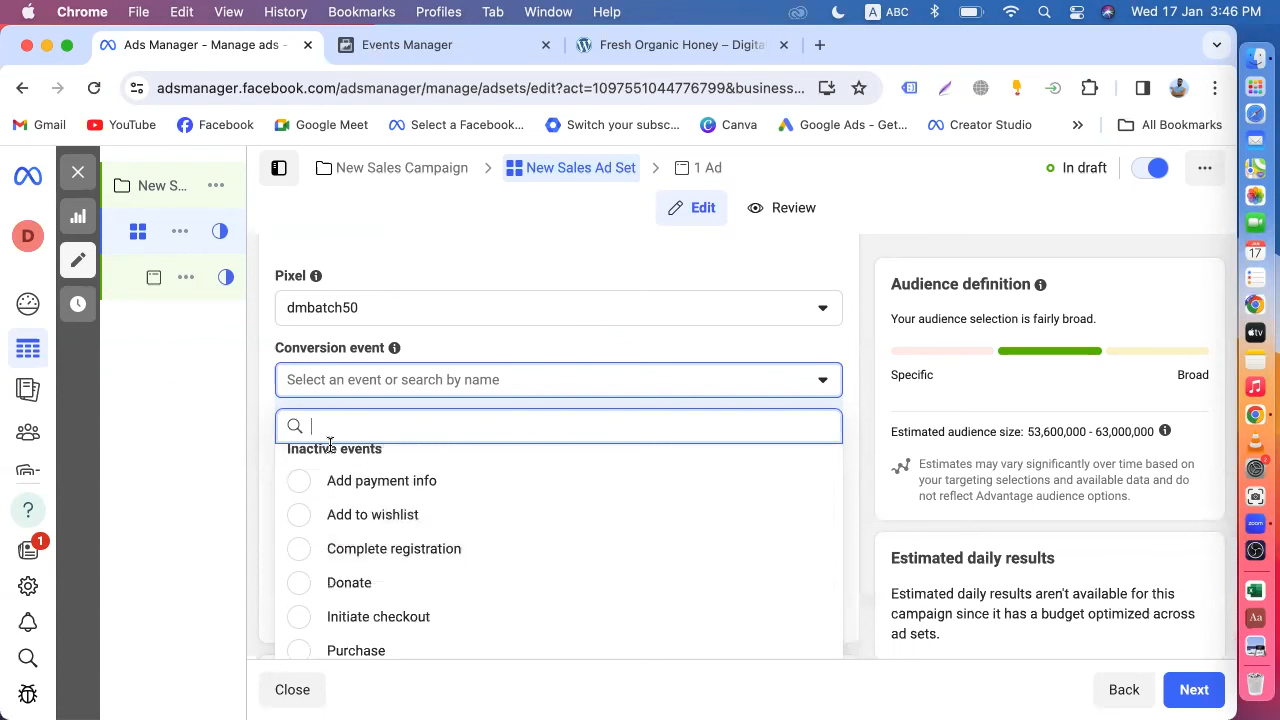 Chrome File Edit View History Bookmarks Profiles Tab Window Help A ABC Wed 17 Jan 3:46 PM
Ads Manager - Manage ads -
Events Manager
Fresh Organic Honey – Digita
adsmanager.facebook.com/adsmanager/manage/adsets/edit?act=1097551044776799&business...
Gmail YouTube Facebook Google Meet Select a Facebook... Switch your subsc... Canva Google Ads - Get... Creator Studio All Bookmarks
New S...
New Sales Campaign
New Sales Ad Set
1 Ad
In draft
Edit
Review
D
Pixel
dmbatch50
Conversion event
Select an event or search by name
Inactive events
Add payment info
Add to wishlist
Complete registration
Donate
Initiate checkout
Purchase
Audience definition
Your audience selection is fairly broad.
Specific
Broad
Estimated audience size: 53,600,000 - 63,000,000
Estimates may vary significantly over time based on
your targeting selections and available data and do
not reflect Advantage audience options.
Estimated daily results
Estimated daily results aren't available for this
campaign since it has a budget optimized across
ad sets.
?
1
Close
Back
Next
JAN
17
tv
2
zoom
Aa